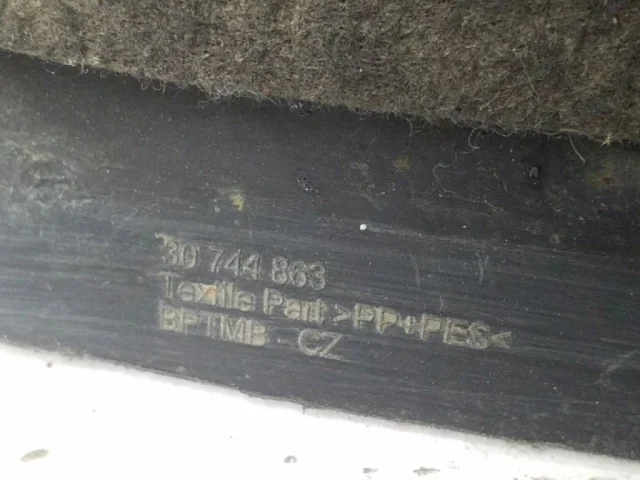 30 744 863
Textile Part >PP+PES<
BPTMB - CZ